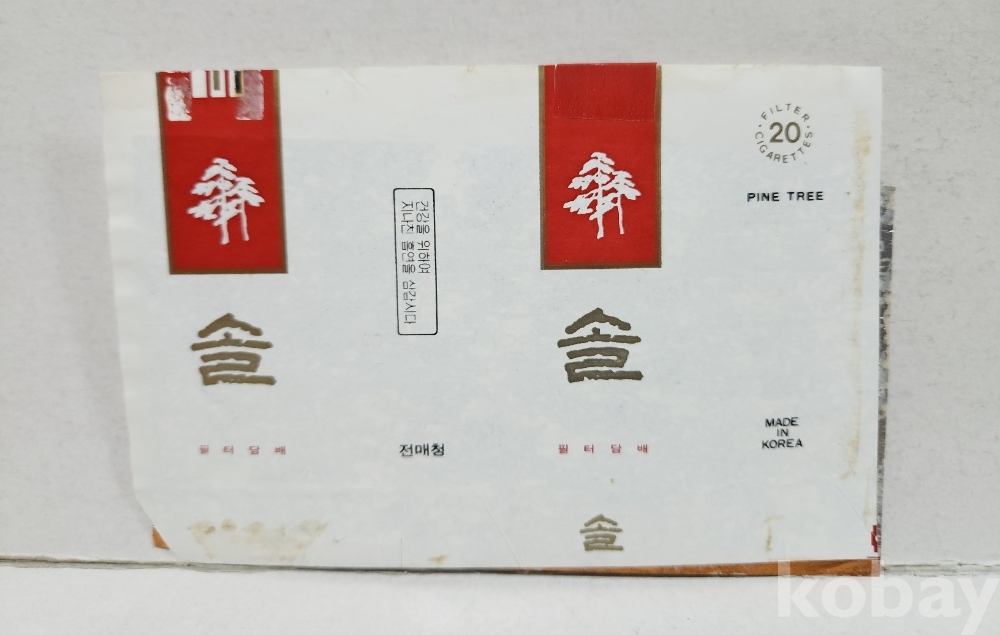 FILTER
20
CIGARETTES
PINE TREE
건강을 위하여
지나친 흡연을 삼갑시다
솔
솔
MADE
IN
KOREA
필터담배
전매청
필터담배
솔
kobay